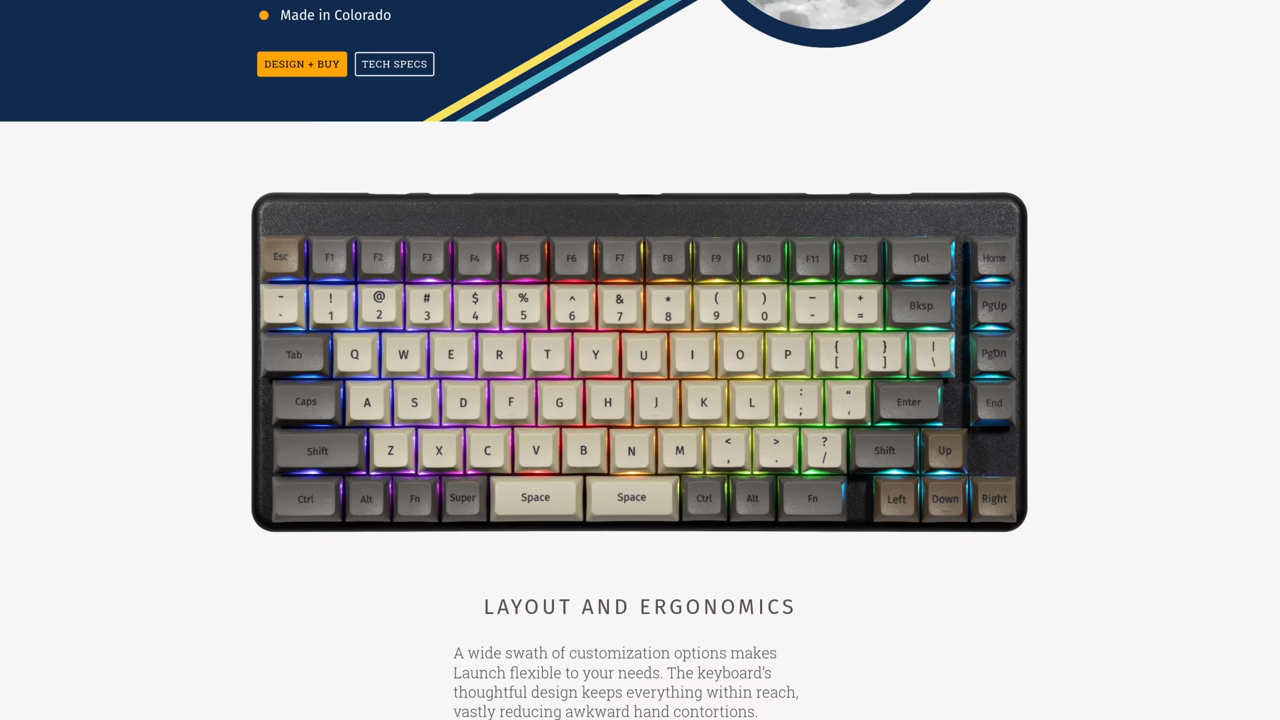 Made in Colorado
DESIGN + BUY TECH SPECS
Esc F1 F2 F3 F4 F5 F6 F7 F8 F9 F10 F11 F12 Del Home
~ ! @ # $ % ^ & * ( ) – + Bksp PgUp
` 1 2 3 4 5 6 7 8 9 0 - =
Tab Q W E R T Y U I O P { } | PgDn
[ ] \
Caps A S D F G H J K L : “ Enter End
; ,
Shift Z X C V B N M < > ? Shift Up
, . /
Ctrl Alt Fn Super Space Space Ctrl Alt Fn Left Down Right
LAYOUT AND ERGONOMICS
A wide swath of customization options makes
Launch flexible to your needs. The keyboard's
thoughtful design keeps everything within reach,
vastly reducing awkward hand contortions.